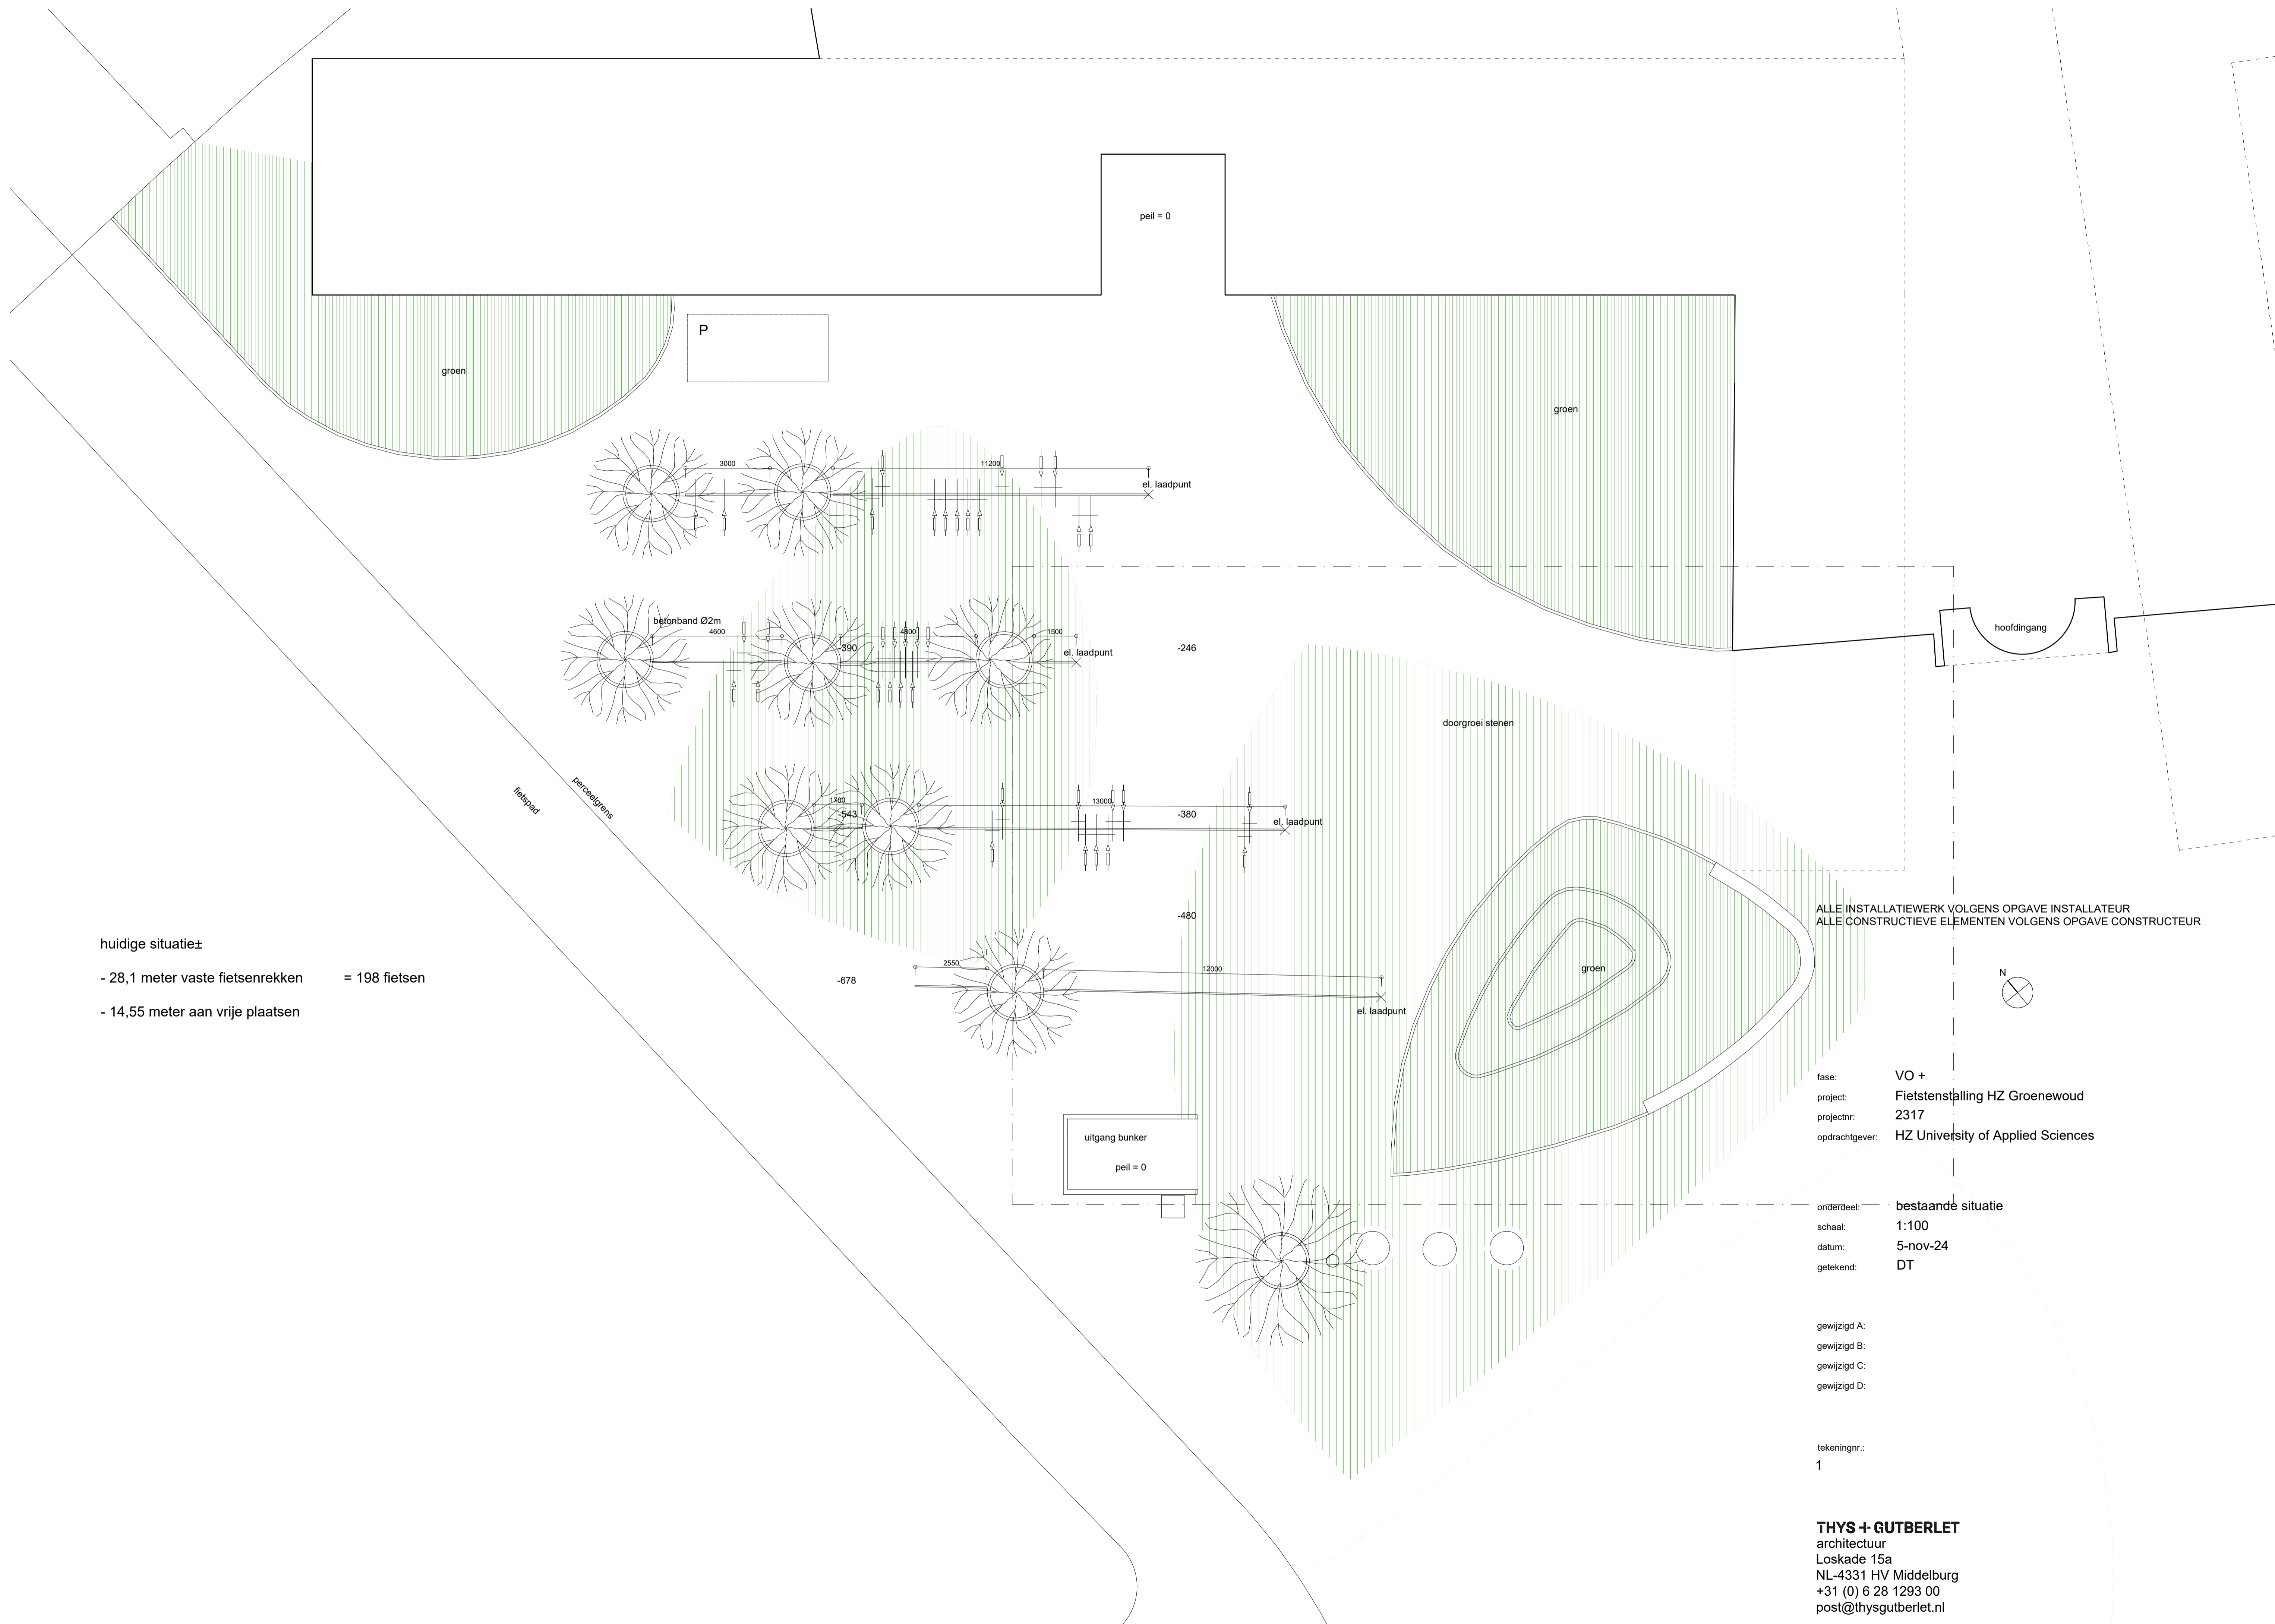 peil = 0
P
groen
groen
3000
11200
el. laadpunt
betonband Ø2m
4600
4800
1500
-390
el. laadpunt
-246
hoofdingang
doorgroei stenen
fietspad
perceelgrens
1700
13000
-543
-380
el. laadpunt
-480
2550
12000
-678
el. laadpunt
groen
huidige situatie±
- 28,1 meter vaste fietsenrekken = 198 fietsen
- 14,55 meter aan vrije plaatsen
uitgang bunker
peil = 0
ALLE INSTALLATIEWERK VOLGENS OPGAVE INSTALLATEUR
ALLE CONSTRUCTIEVE ELEMENTEN VOLGENS OPGAVE CONSTRUCTEUR
N
fase: VO +
project: Fietstenstalling HZ Groenewoud
projectnr: 2317
opdrachtgever: HZ University of Applied Sciences
onderdeel: bestaande situatie
schaal: 1:100
datum: 5-nov-24
getekend: DT
gewijzigd A:
gewijzigd B:
gewijzigd C:
gewijzigd D:
tekeningnr.:
1
THYS + GUTBERLET
architectuur
Loskade 15a
NL-4331 HV Middelburg
+31 (0) 6 28 1293 00
post@thysgutberlet.nl